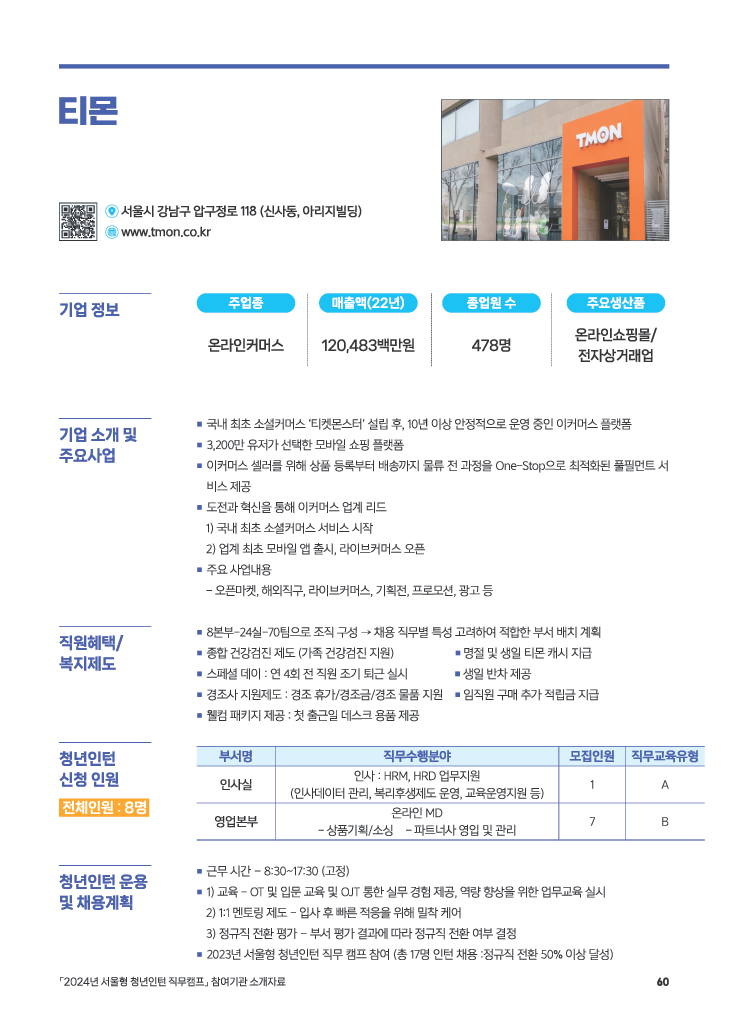 티몬
TMON
서울시 강남구 압구정로 118 (신사동, 아리지빌딩)
www.tmon.co.kr
기업 정보
주업종
매출액(22년)
종업원 수
주요생산품
온라인커머스
120,483백만원
478명
온라인쇼핑몰/
전자상거래업
기업 소개 및
주요사업
■ 국내 최초 소셜커머스 '티켓몬스터' 설립 후, 10년 이상 안정적으로 운영 중인 이커머스 플랫폼
■ 3,200만 유저가 선택한 모바일 쇼핑 플랫폼
■ 이커머스 셀러를 위해 상품 등록부터 배송까지 물류 전 과정을 One-Stop으로 최적화된 풀필먼트 서
비스 제공
■ 도전과 혁신을 통해 이커머스 업계 리드
1) 국내 최초 소셜커머스 서비스 시작
2) 업계 최초 모바일 앱 출시, 라이브커머스 오픈
■ 주요 사업내용
- 오픈마켓, 해외직구, 라이브커머스, 기획전, 프로모션, 광고 등
직원혜택/
복지제도
■ 8본부-24실-70팀으로 조직 구성 → 채용 직무별 특성 고려하여 적합한 부서 배치 계획
■ 종합 건강검진 제도 (가족 건강검진 지원) ■ 명절 및 생일 티몬 캐시 지급
■ 스페셜 데이 : 연 4회 전 직원 조기 퇴근 실시 ■ 생일 반차 제공
■ 경조사 지원제도 : 경조 휴가/경조금/경조 물품 지원 ■ 임직원 구매 추가 적립금 지급
■ 웰컴 패키지 제공 : 첫 출근일 데스크 용품 제공
청년인턴
신청 인원
전체인원 : 8명
부서명 직무수행분야 모집인원 직무교육유형
인사실
인사 : HRM, HRD 업무지원
(인사데이터 관리, 복리후생제도 운영, 교육운영지원 등)
1
A
영업본부
온라인 MD
- 상품기획/소싱 - 파트너사 영입 및 관리
7
B
청년인턴 운용
및 채용계획
■ 근무 시간 - 8:30~17:30 (고정)
■ 1) 교육 - OT 및 입문 교육 및 OJT 통한 실무 경험 제공, 역량 향상을 위한 업무교육 실시
2) 1:1 멘토링 제도 - 입사 후 빠른 적응을 위해 밀착 케어
3) 정규직 전환 평가 - 부서 평가 결과에 따라 정규직 전환 여부 결정
■ 2023년 서울형 청년인턴 직무 캠프 참여 (총 17명 인턴 채용 :정규직 전환 50% 이상 달성)
「2024년 서울형 청년인턴 직무캠프」 참여기관 소개자료
60